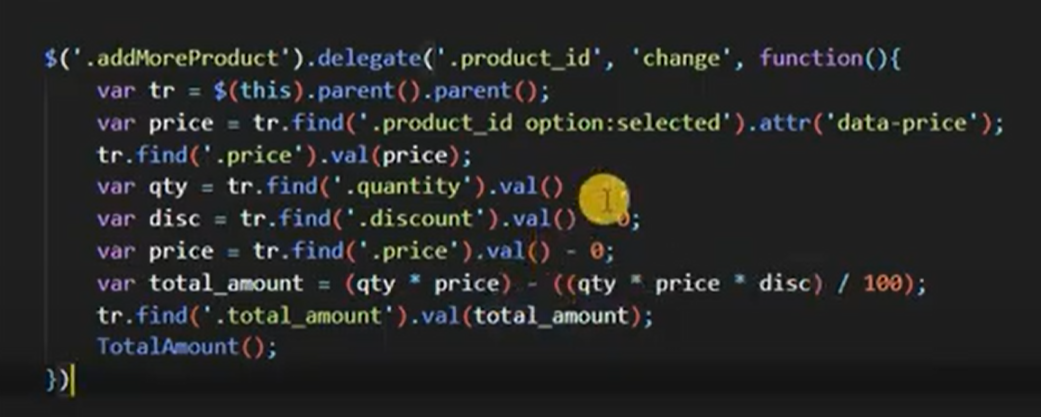 $('.addMoreProduct').delegate('.product_id', 'change', function(){
var tr = $(this).parent().parent();
var price = tr.find('.product_id option:selected').attr('data-price');
tr.find('.price').val(price);
var qty = tr.find('.quantity').val()
var disc = tr.find('.discount').val() 0;
var price = tr.find('.price').val() - 0;
var total_amount = (qty * price) - ((qty * price * disc) / 100);
tr.find('.total_amount').val(total_amount);
TotalAmount();
})